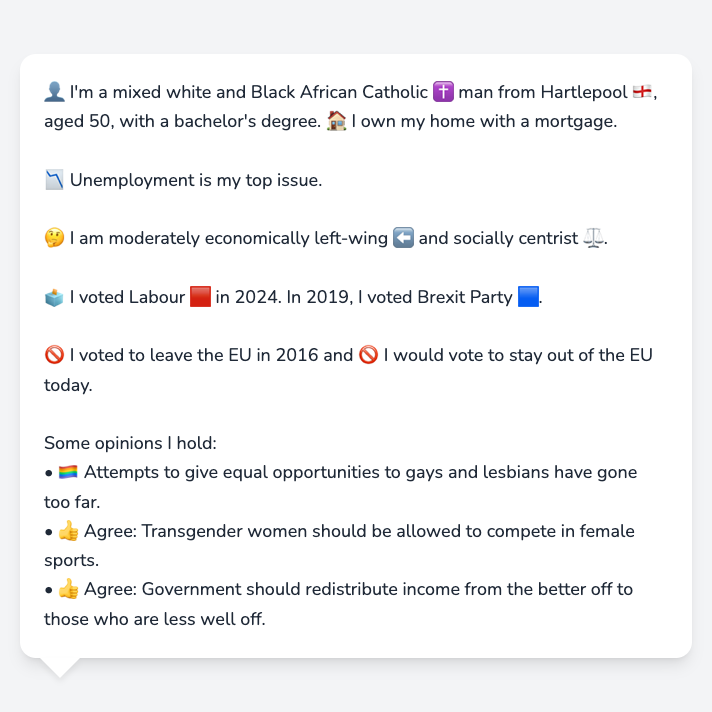 👤 I'm a mixed white and Black African Catholic ✝️ man from Hartlepool 🏴󠁧󠁢󠁥󠁮󠁧󠁿,
aged 50, with a bachelor's degree. 🏠 I own my home with a mortgage.
📉 Unemployment is my top issue.
🤔 I am moderately economically left-wing ⬅️ and socially centrist ⚖️.
🗳️ I voted Labour 🟥 in 2024. In 2019, I voted Brexit Party 🟦.
🚫 I voted to leave the EU in 2016 and 🚫 I would vote to stay out of the EU
today.
Some opinions I hold:
• 🏳️‍🌈 Attempts to give equal opportunities to gays and lesbians have gone
too far.
• 👍 Agree: Transgender women should be allowed to compete in female
sports.
• 👍 Agree: Government should redistribute income from the better off to
those who are less well off.